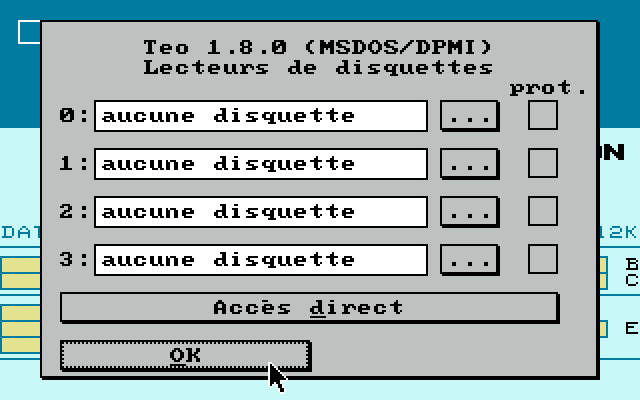 Teo 1.8.0 (MSDOS/DPMI)
Lecteurs de disquettes
prot.
0: aucune disquette ...
1: aucune disquette ...
2: aucune disquette ...
3: aucune disquette ...
Accès direct
OK